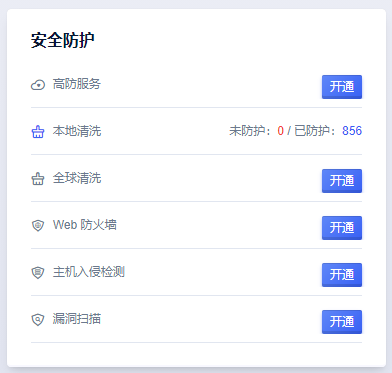 安全防护
高防服务 开通
本地清洗 未防护：0 / 已防护：856
全球清洗 开通
Web 防火墙 开通
主机入侵检测 开通
漏洞扫描 开通